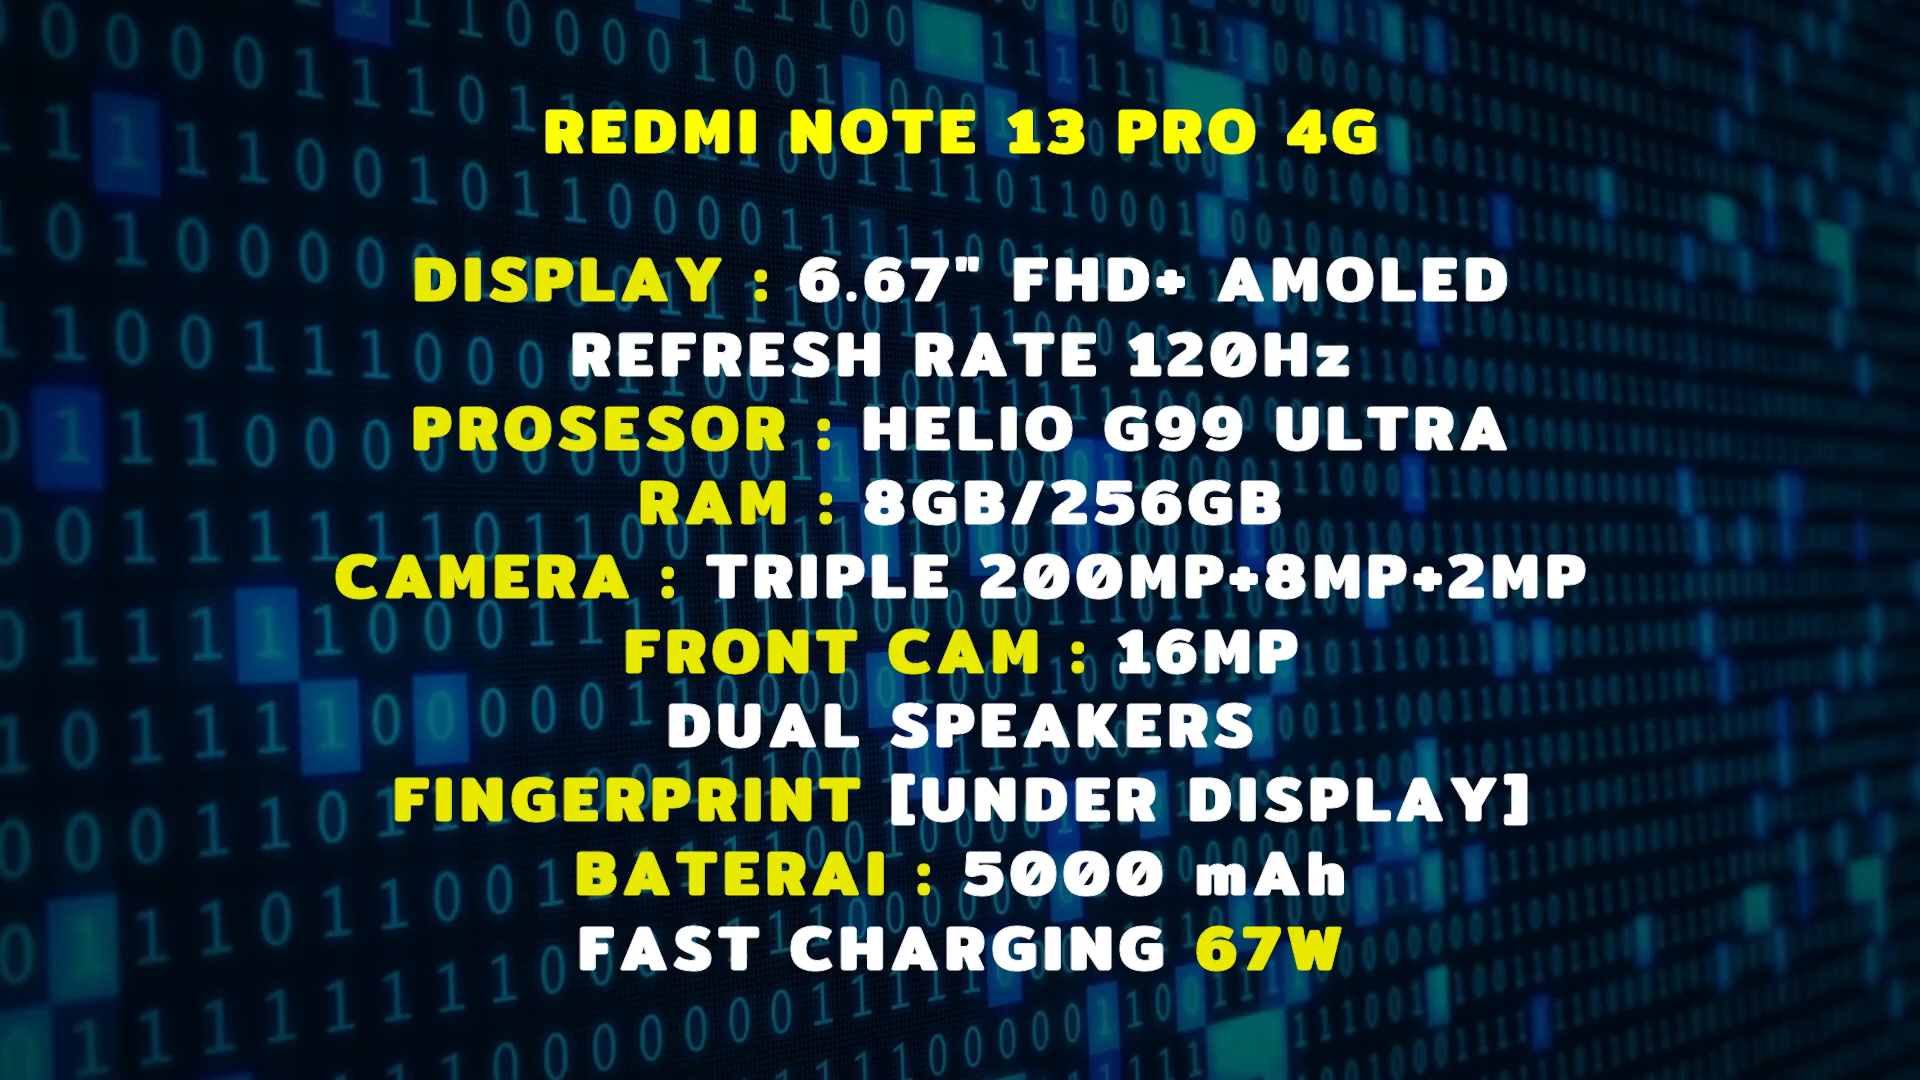 REDMI NOTE 13 PRO 4G
DISPLAY : 6.67" FHD+ AMOLED
REFRESH RATE 120Hz
PROSESOR : HELIO G99 ULTRA
RAM : 8GB/256GB
CAMERA : TRIPLE 200MP+8MP+2MP
FRONT CAM : 16MP
DUAL SPEAKERS
FINGERPRINT [UNDER DISPLAY]
BATERAI : 5000 mAh
FAST CHARGING 67W